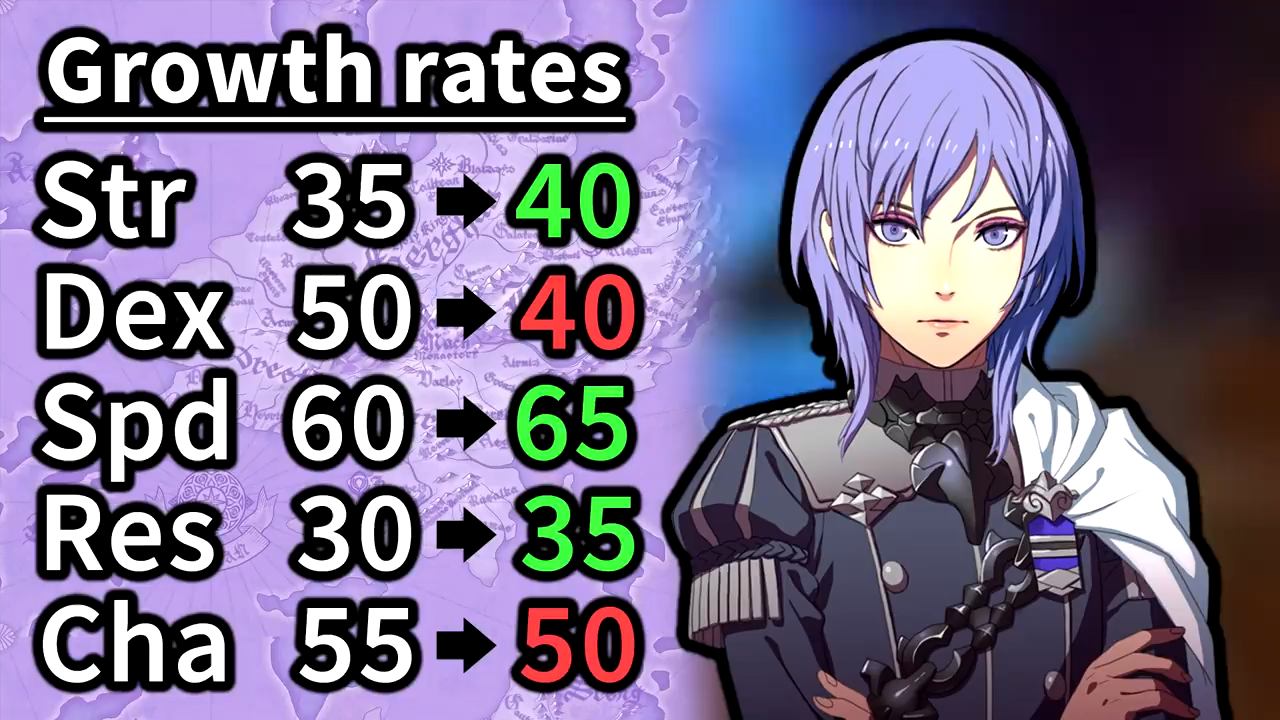 Growth rates
Str 35 ➡ 40
Dex 50 ➡ 40
Spd 60 ➡ 65
Res 30 ➡ 35
Cha 55 ➡ 50